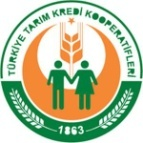 TÜRKİYE TARIM KREDİ KOOPERATİFLERİ
1863